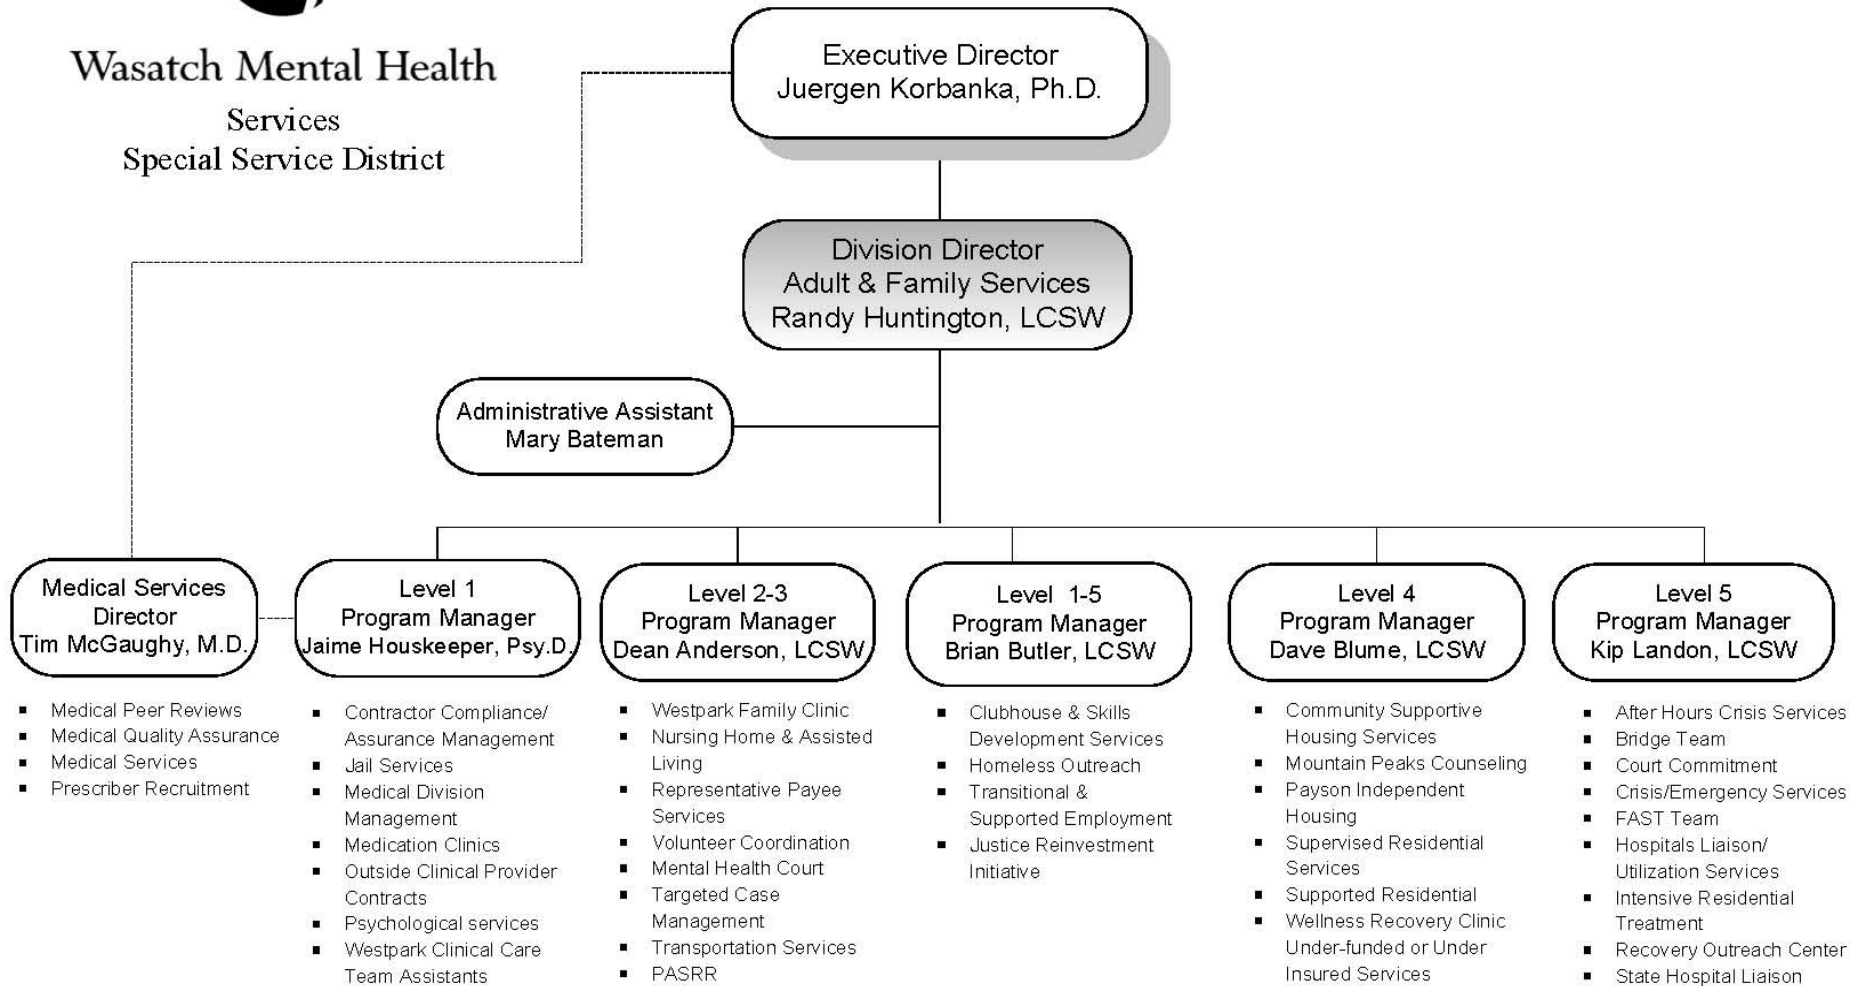 Wasatch Mental Health
Services
Special Service District
Executive Director
Juergen Korbanka, Ph.D.
Division Director
Adult & Family Services
Randy Huntington, LCSW
Administrative Assistant
Mary Bateman
Medical Services
Director
Tim McGaughy, M.D.
▪ Medical Peer Reviews
▪ Medical Quality Assurance
▪ Medical Services
▪ Prescriber Recruitment
Level 1
Program Manager
Jaime Houskeeper, Psy.D.
▪ Contractor Compliance/
Assurance Management
▪ Jail Services
▪ Medical Division
Management
▪ Medication Clinics
▪ Outside Clinical Provider
Contracts
▪ Psychological services
▪ Westpark Clinical Care
Team Assistants
Level 2-3
Program Manager
Dean Anderson, LCSW
▪ Westpark Family Clinic
▪ Nursing Home & Assisted
Living
▪ Representative Payee
Services
▪ Volunteer Coordination
▪ Mental Health Court
▪ Targeted Case
Management
▪ Transportation Services
▪ PASRR
Level 1-5
Program Manager
Brian Butler, LCSW
▪ Clubhouse & Skills
Development Services
▪ Homeless Outreach
▪ Transitional &
Supported Employment
▪ Justice Reinvestment
Initiative
Level 4
Program Manager
Dave Blume, LCSW
▪ Community Supportive
Housing Services
▪ Mountain Peaks Counseling
▪ Payson Independent
Housing
▪ Supervised Residential
Services
▪ Supported Residential
▪ Wellness Recovery Clinic
Under-funded or Under
Insured Services
Level 5
Program Manager
Kip Landon, LCSW
▪ After Hours Crisis Services
▪ Bridge Team
▪ Court Commitment
▪ Crisis/Emergency Services
▪ FAST Team
▪ Hospitals Liaison/
Utilization Services
▪ Intensive Residential
Treatment
▪ Recovery Outreach Center
▪ State Hospital Liaison